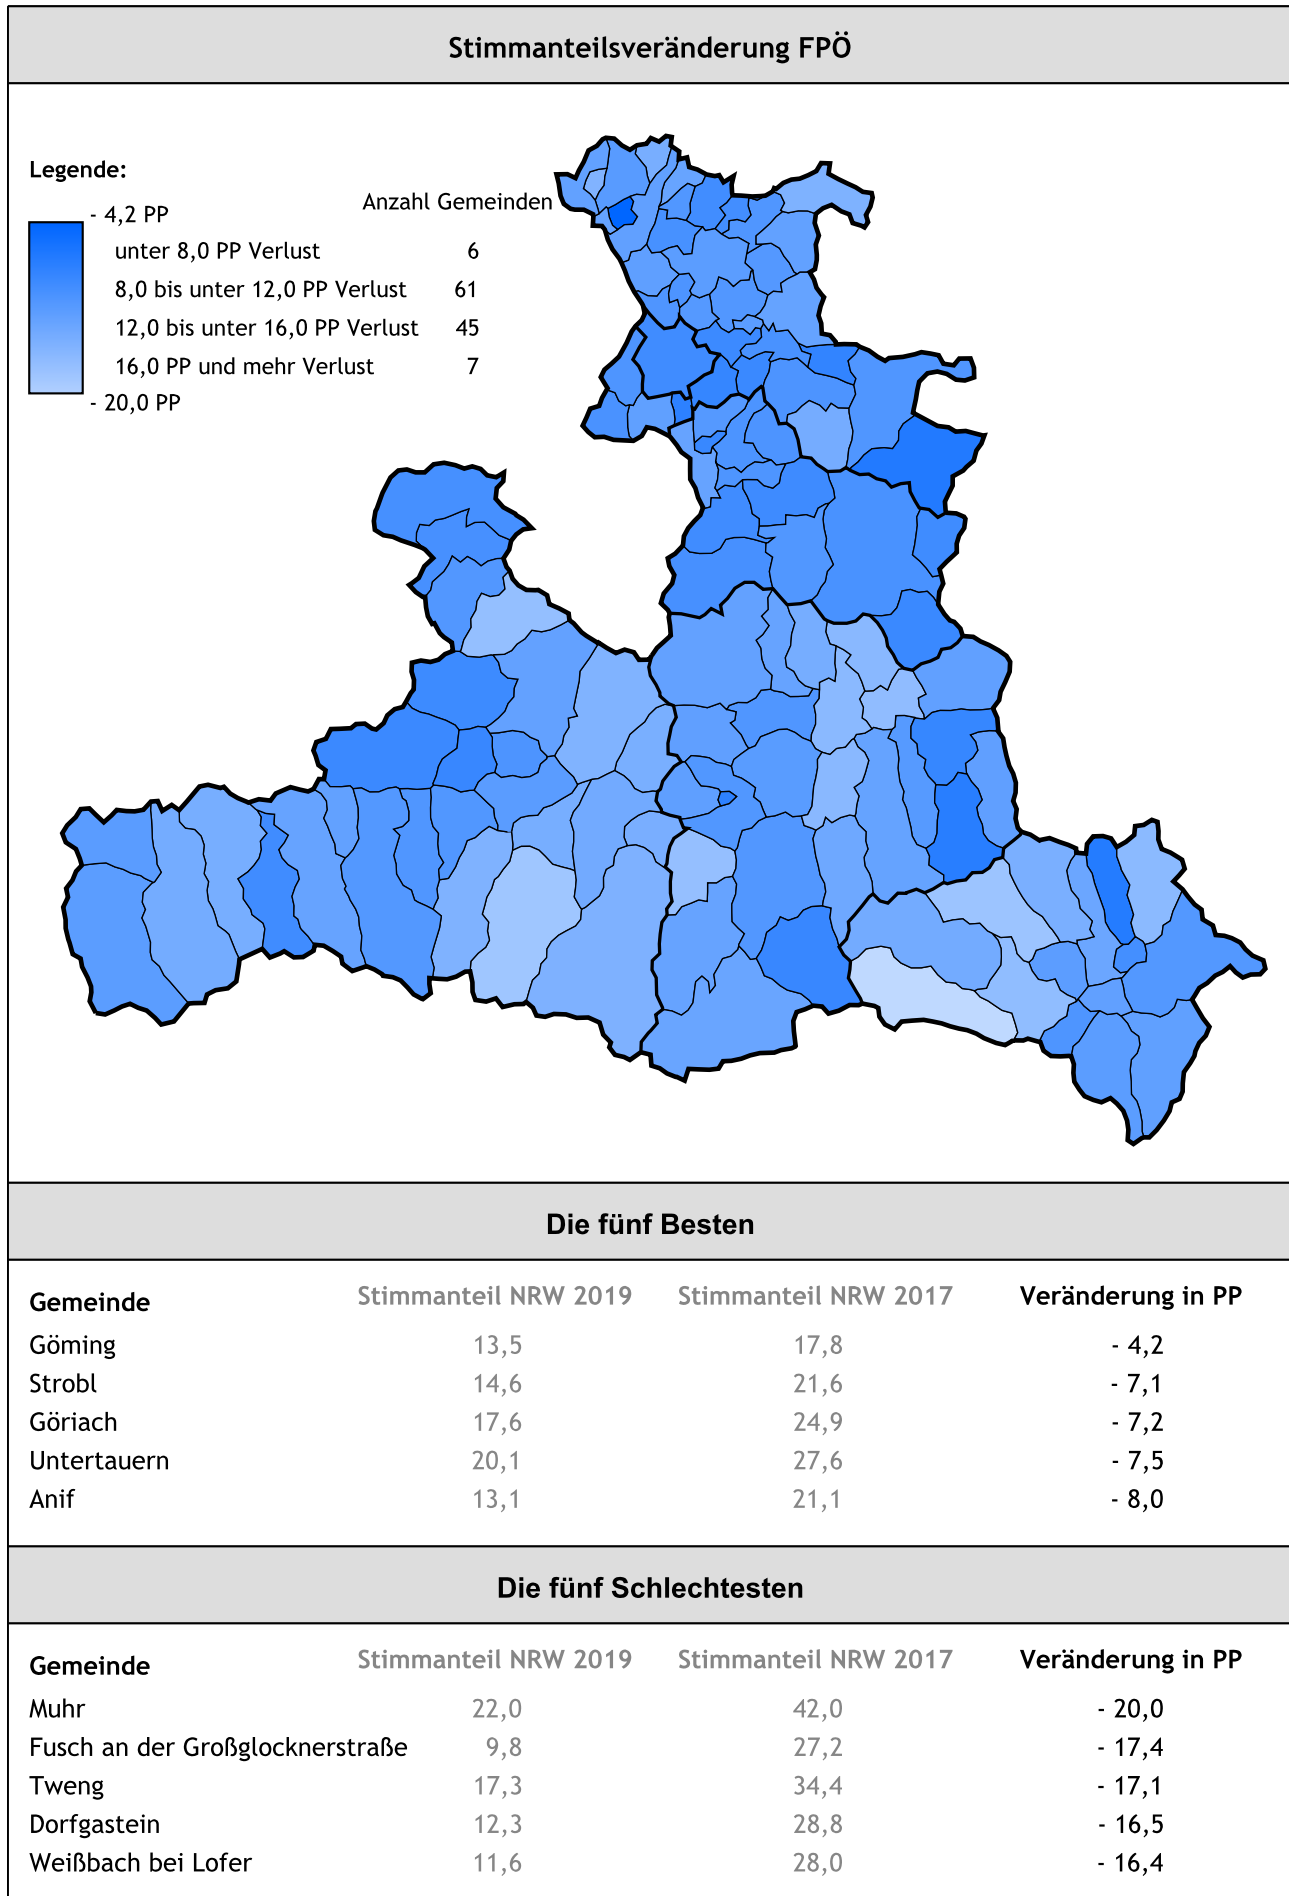 Stimmanteilsveränderung FPÖ
Legende:
Anzahl Gemeinden
- 4,2 PP
unter 8,0 PP Verlust 6
8,0 bis unter 12,0 PP Verlust 61
12,0 bis unter 16,0 PP Verlust 45
16,0 PP und mehr Verlust 7
- 20,0 PP
Die fünf Besten
Gemeinde Stimmanteil NRW 2019 Stimmanteil NRW 2017 Veränderung in PP
Göming 13,5 17,8 - 4,2
Strobl 14,6 21,6 - 7,1
Göriach 17,6 24,9 - 7,2
Untertauern 20,1 27,6 - 7,5
Anif 13,1 21,1 - 8,0
Die fünf Schlechtesten
Gemeinde Stimmanteil NRW 2019 Stimmanteil NRW 2017 Veränderung in PP
Muhr 22,0 42,0 - 20,0
Fusch an der Großglocknerstraße 9,8 27,2 - 17,4
Tweng 17,3 34,4 - 17,1
Dorfgastein 12,3 28,8 - 16,5
Weißbach bei Lofer 11,6 28,0 - 16,4